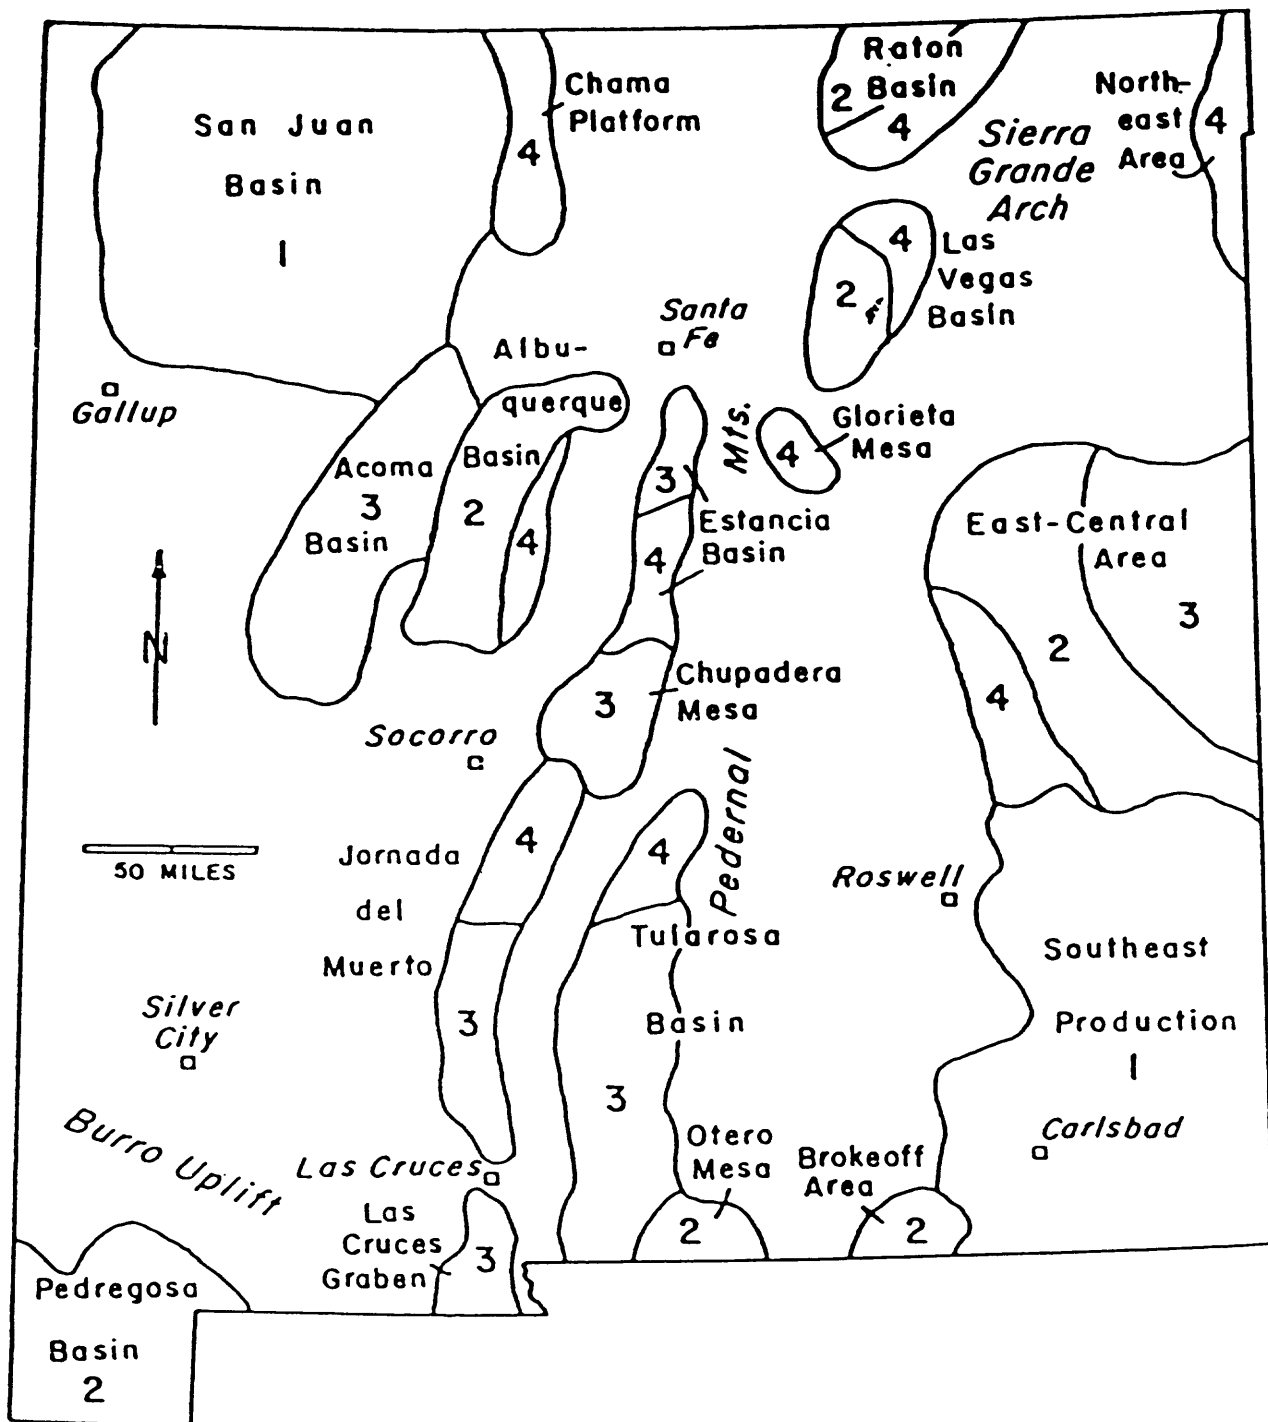 San Juan
Basin
1
Chama
Platform
4
Raton
Basin
2
4
North-
east
Area
4
Sierra
Grande
Arch
Las
Vegas
Basin
4
2
Santa
Fe
Gallup
Albu-
querque
Basin
2
4
Acoma
3
Basin
Mts.
Glorieta
Mesa
4
3
Estancia
Basin
4
East-Central
Area
3
2
4
N
Chupadera
Mesa
3
Socorro
50 MILES
Jornada
del
Muerto
4
3
4
Pedernal
Tularosa
Basin
3
Roswell
Southeast
Production
1
Silver
City
Burro Uplift
Las Cruces
Las
Cruces
Graben
3
Otero
Mesa
2
Brokeoff
Area
2
Carlsbad
Pedregosa
Basin
2